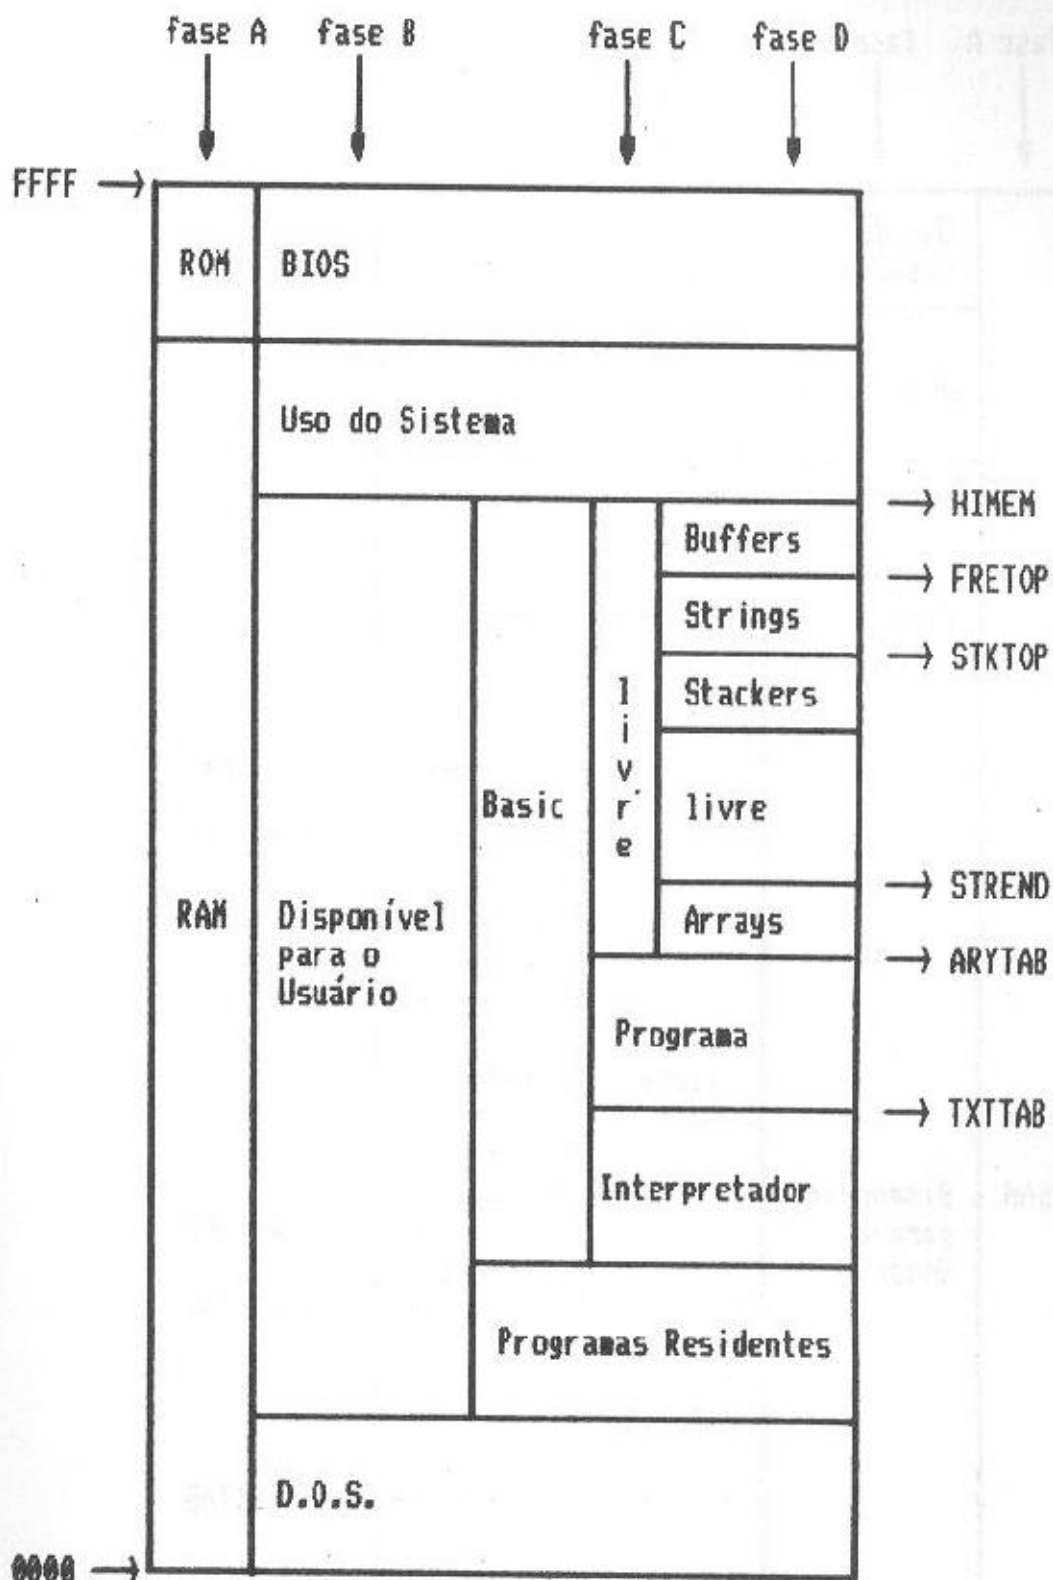 fase A fase B fase C fase D
FFFF
ROM BIOS
Uso do Sistema
HIMEM
Buffers
FRETOP
Strings
STKTOP
Stackers
livre
Basic
livre
STREND
RAM
Disponível
para o
Usuário
Arrays
ARYTAB
Programa
TXTTAB
Interpretador
Programas Residentes
D.O.S.
0000